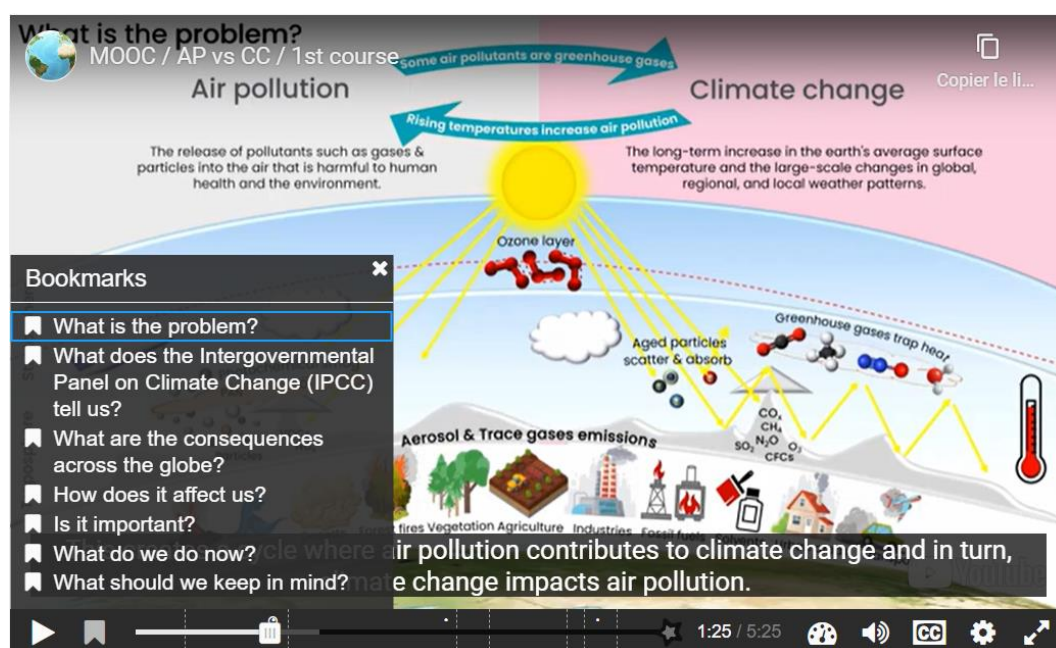 What is the problem?
MOOC / AP vs CC / 1st course
Copier le li...
some air pollutants are greenhouse gases
Air pollution
Climate change
Rising temperatures increase air pollution
The release of pollutants such as gases &
particles into the air that is harmful to human
health and the environment.
The long-term increase in the earth's average surface
temperature and the large-scale changes in global,
regional, and local weather patterns.
Ozone layer
Bookmarks
What is the problem?
What does the Intergovernmental
Panel on Climate Change (IPCC)
tell us?
What are the consequences
across the globe?
How does it affect us?
Is it important?
What do we do now?
What should we keep in mind?
Greenhouse gases trap heat
Aged particles
scatter & absorb
COₓ
CH₄
SO₂ N₂O O₃
CFCs
Aerosol & Trace gases emissions
fires Vegetation Agriculture Industries Fossil fuels
cycle where air pollution contributes to climate change and in turn,
climate change impacts air pollution.
YouTube
1:25 / 5:25
CC